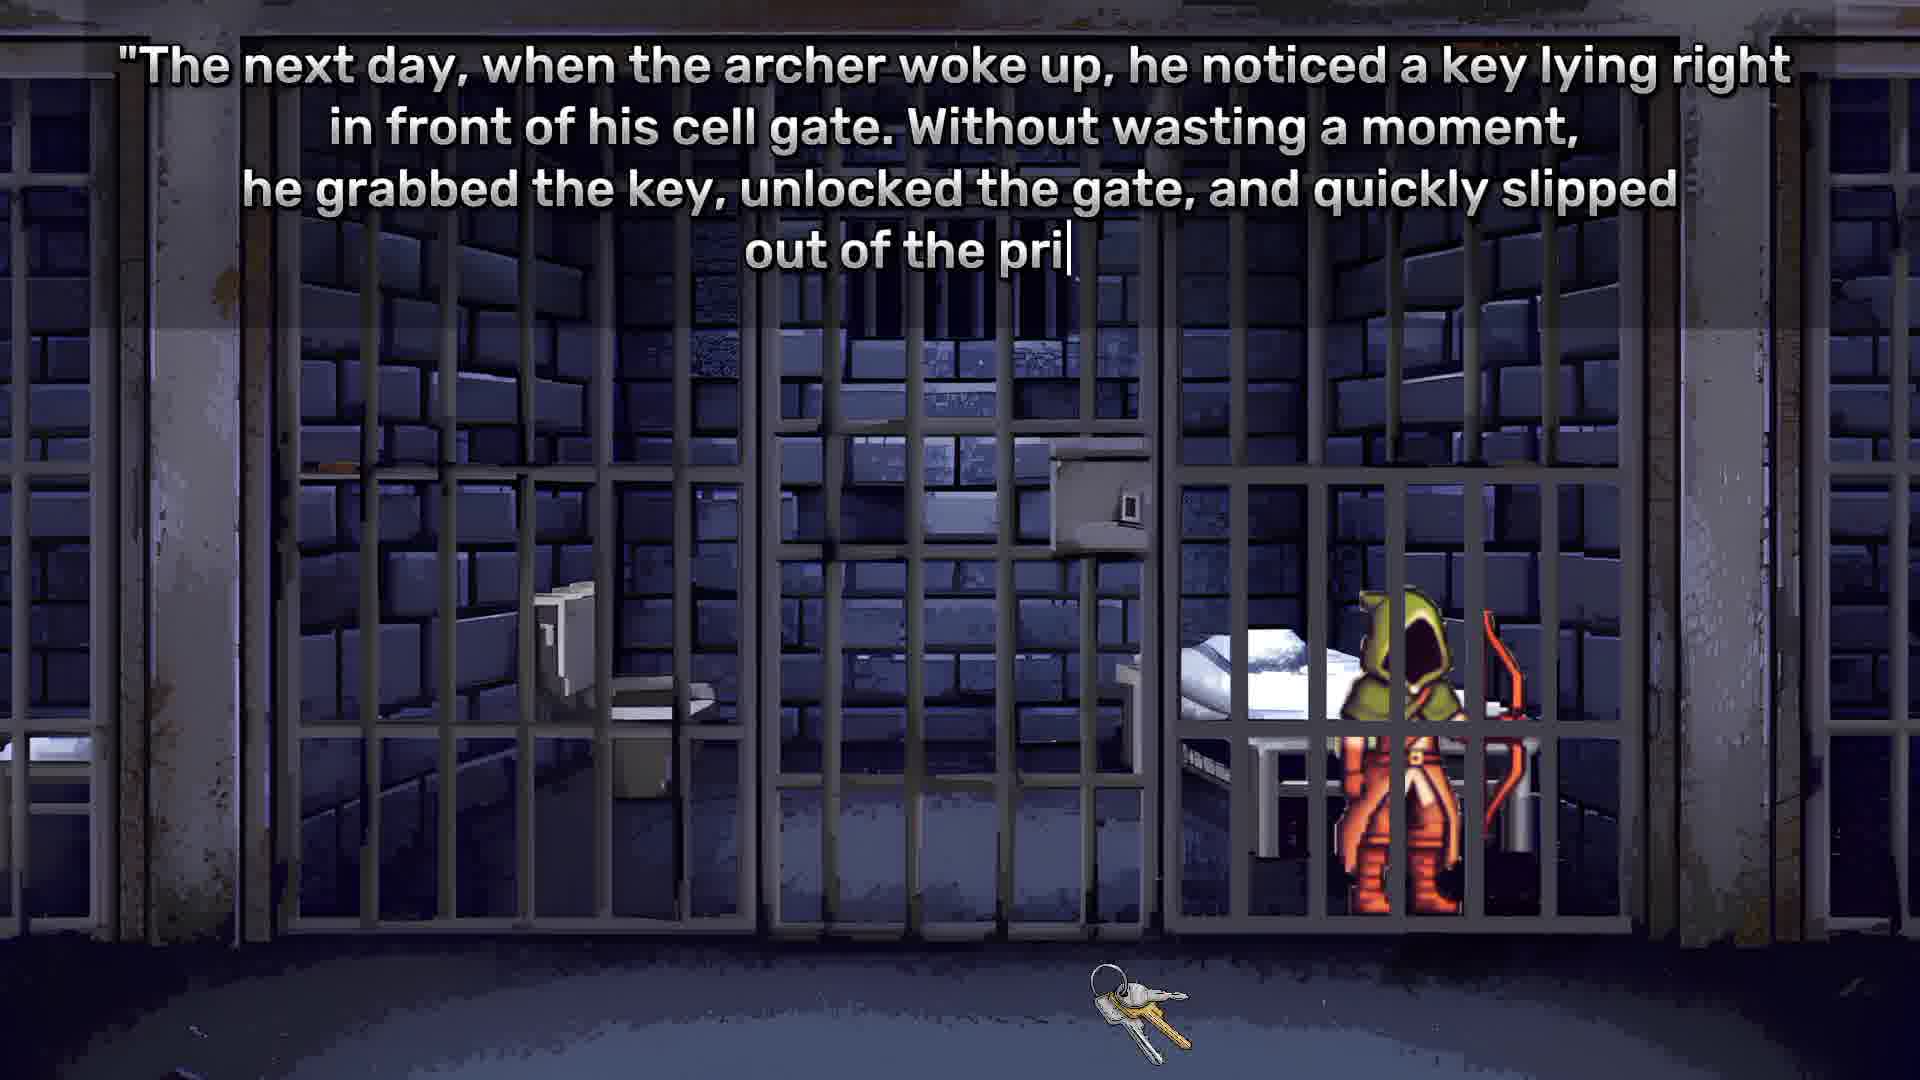 "The next day, when the archer woke up, he noticed a key lying right
in front of his cell gate. Without wasting a moment,
he grabbed the key, unlocked the gate, and quickly slipped
out of the pri